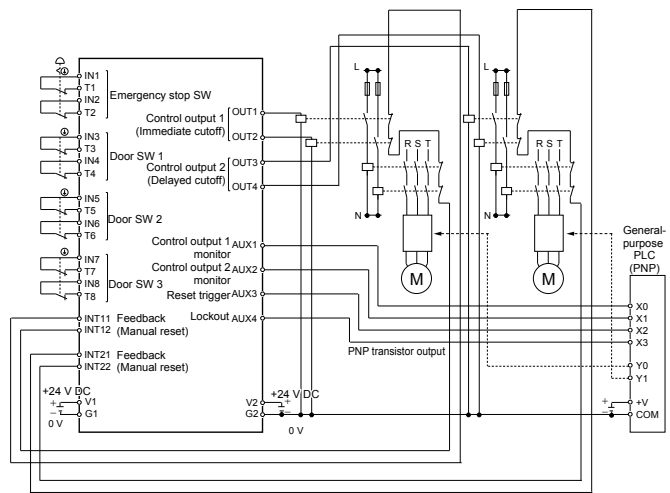 IN1
T1
IN2
T2
Emergency stop SW
IN3
T3
IN4
T4
Door SW 1
IN5
T5
IN6
T6
Door SW 2
IN7
T7
IN8
T8
Door SW 3
INT11 Feedback
INT12 (Manual reset)
INT21 Feedback
INT22 (Manual reset)
+24 V DC
+
−
V1
G1
0 V
Control output 1
(Immediate cutoff)
OUT1
OUT2
Control output 2
(Delayed cutoff)
OUT3
OUT4
Control output 1
monitor
AUX1
Control output 2
monitor
AUX2
Reset trigger AUX3
Lockout AUX4
PNP transistor output
+24 V DC
V2
+
−
G2
0 V
L
R S T
N
M
L
R S T
N
M
General-
purpose
PLC
(PNP)
X0
X1
X2
X3
Y0
Y1
+
−
+V
COM